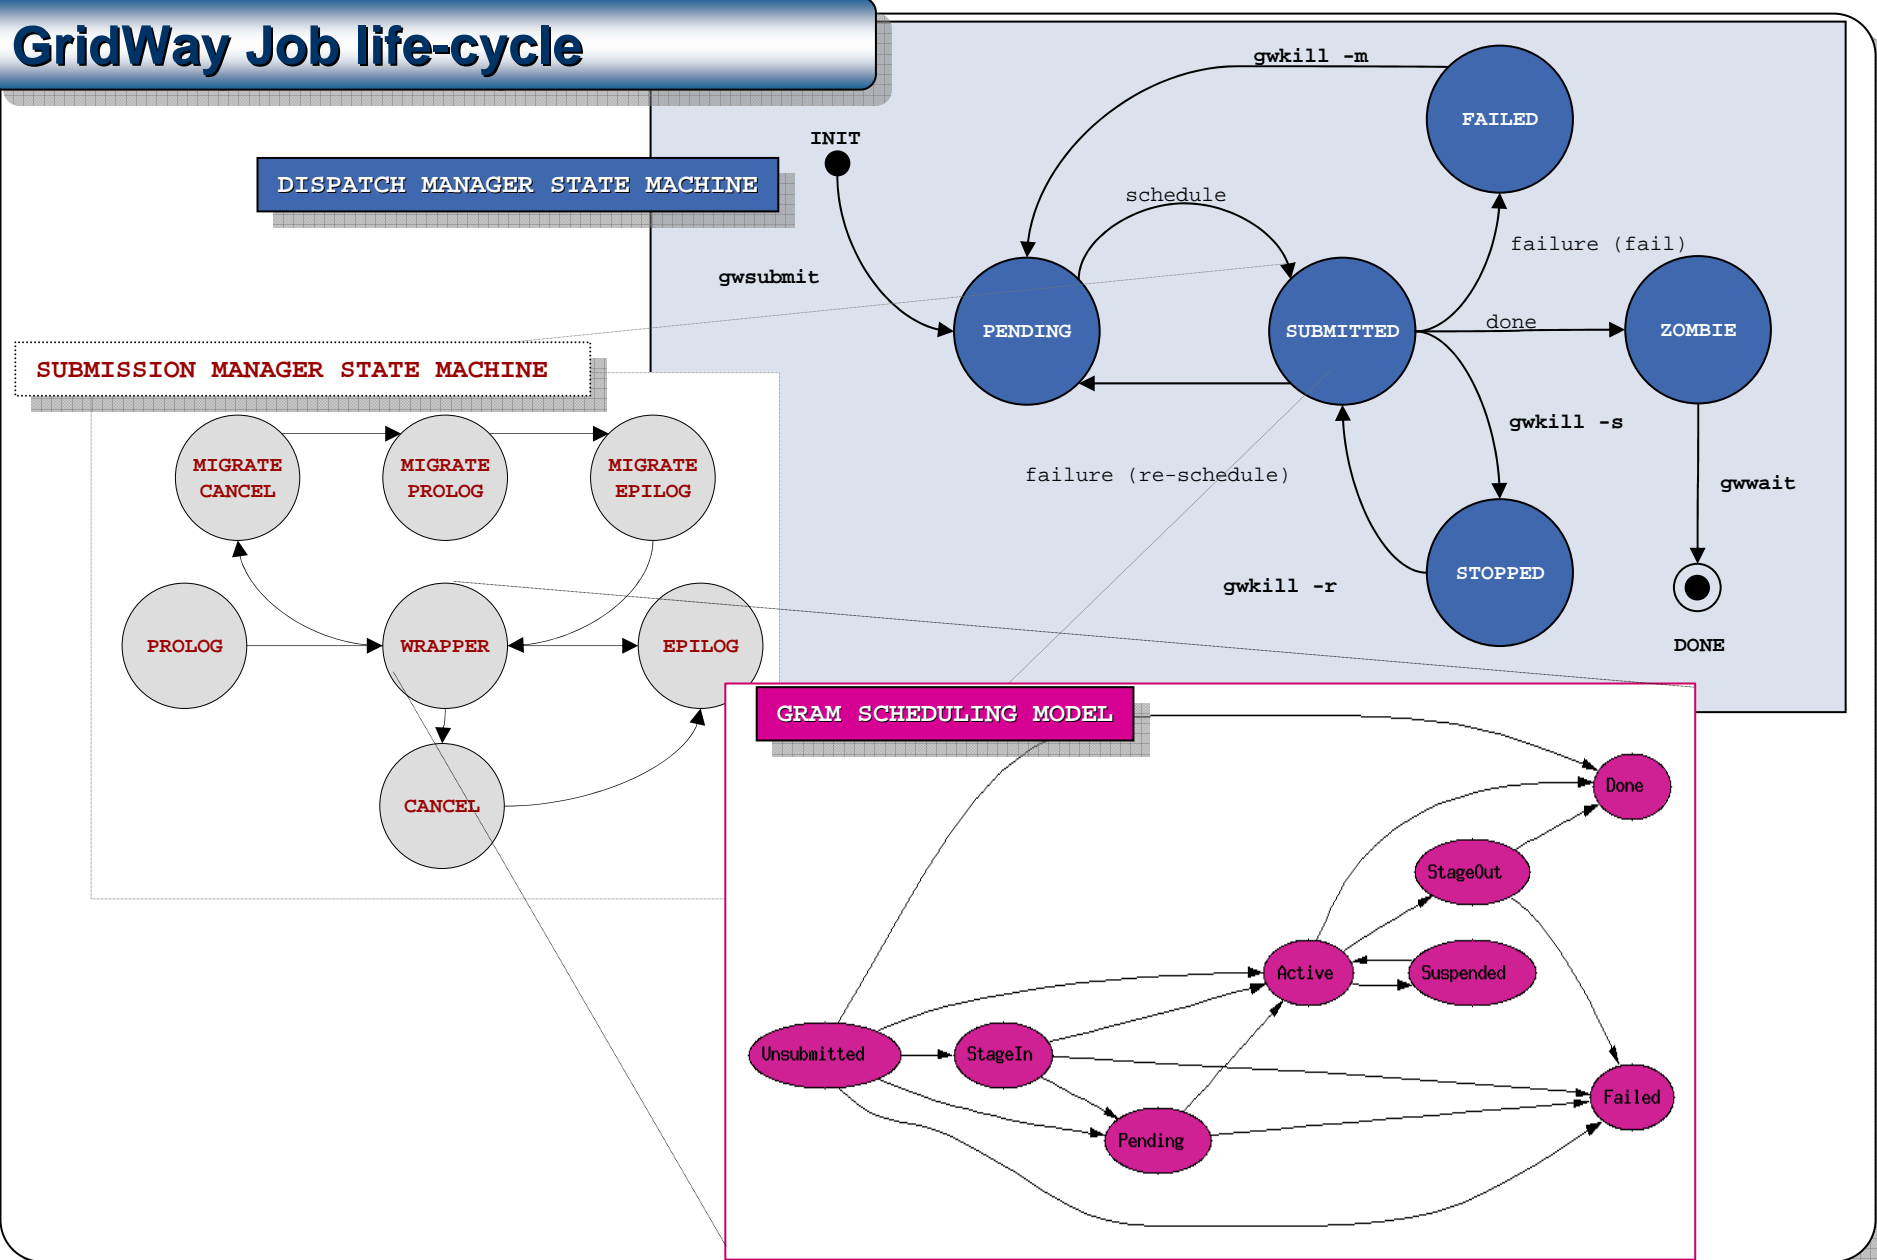 GridWay Job life-cycle
gwkill -m
FAILED
INIT
DISPATCH MANAGER STATE MACHINE
schedule
failure (fail)
gwsubmit
PENDING
SUBMITTED
done
ZOMBIE
SUBMISSION MANAGER STATE MACHINE
gwkill -s
failure (re-schedule)
gwwait
STOPPED
gwkill -r
DONE
MIGRATE
CANCEL
MIGRATE
PROLOG
MIGRATE
EPILOG
PROLOG
WRAPPER
EPILOG
CANCEL
GRAM SCHEDULING MODEL
Done
StageOut
Active
Suspended
Unsubmitted
StageIn
Failed
Pending